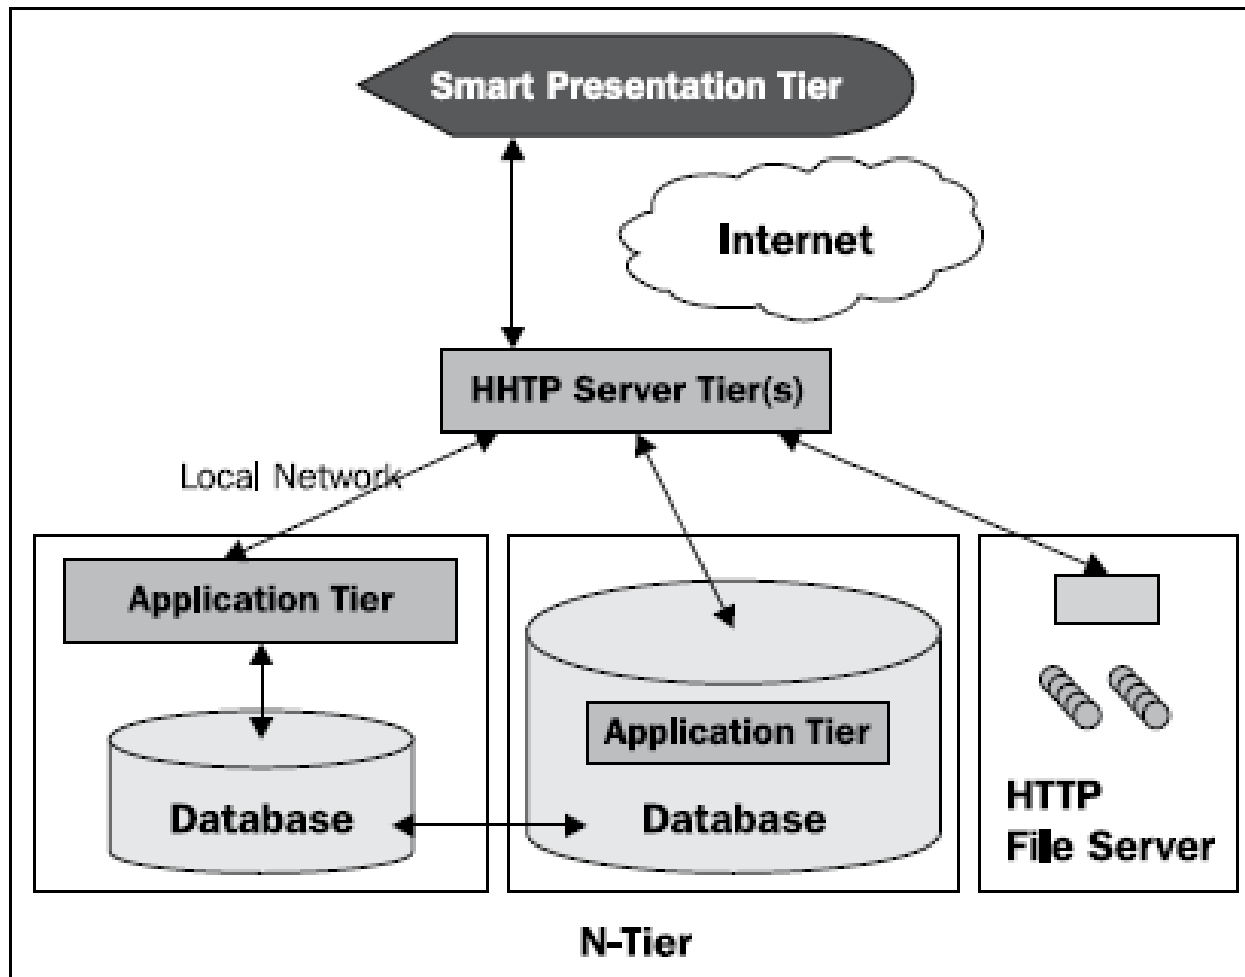 Smart Presentation Tier
Internet
HHTP Server Tier(s)
Local Network
Application Tier
Database
Application Tier
Database
HTTP
File Server
N-Tier